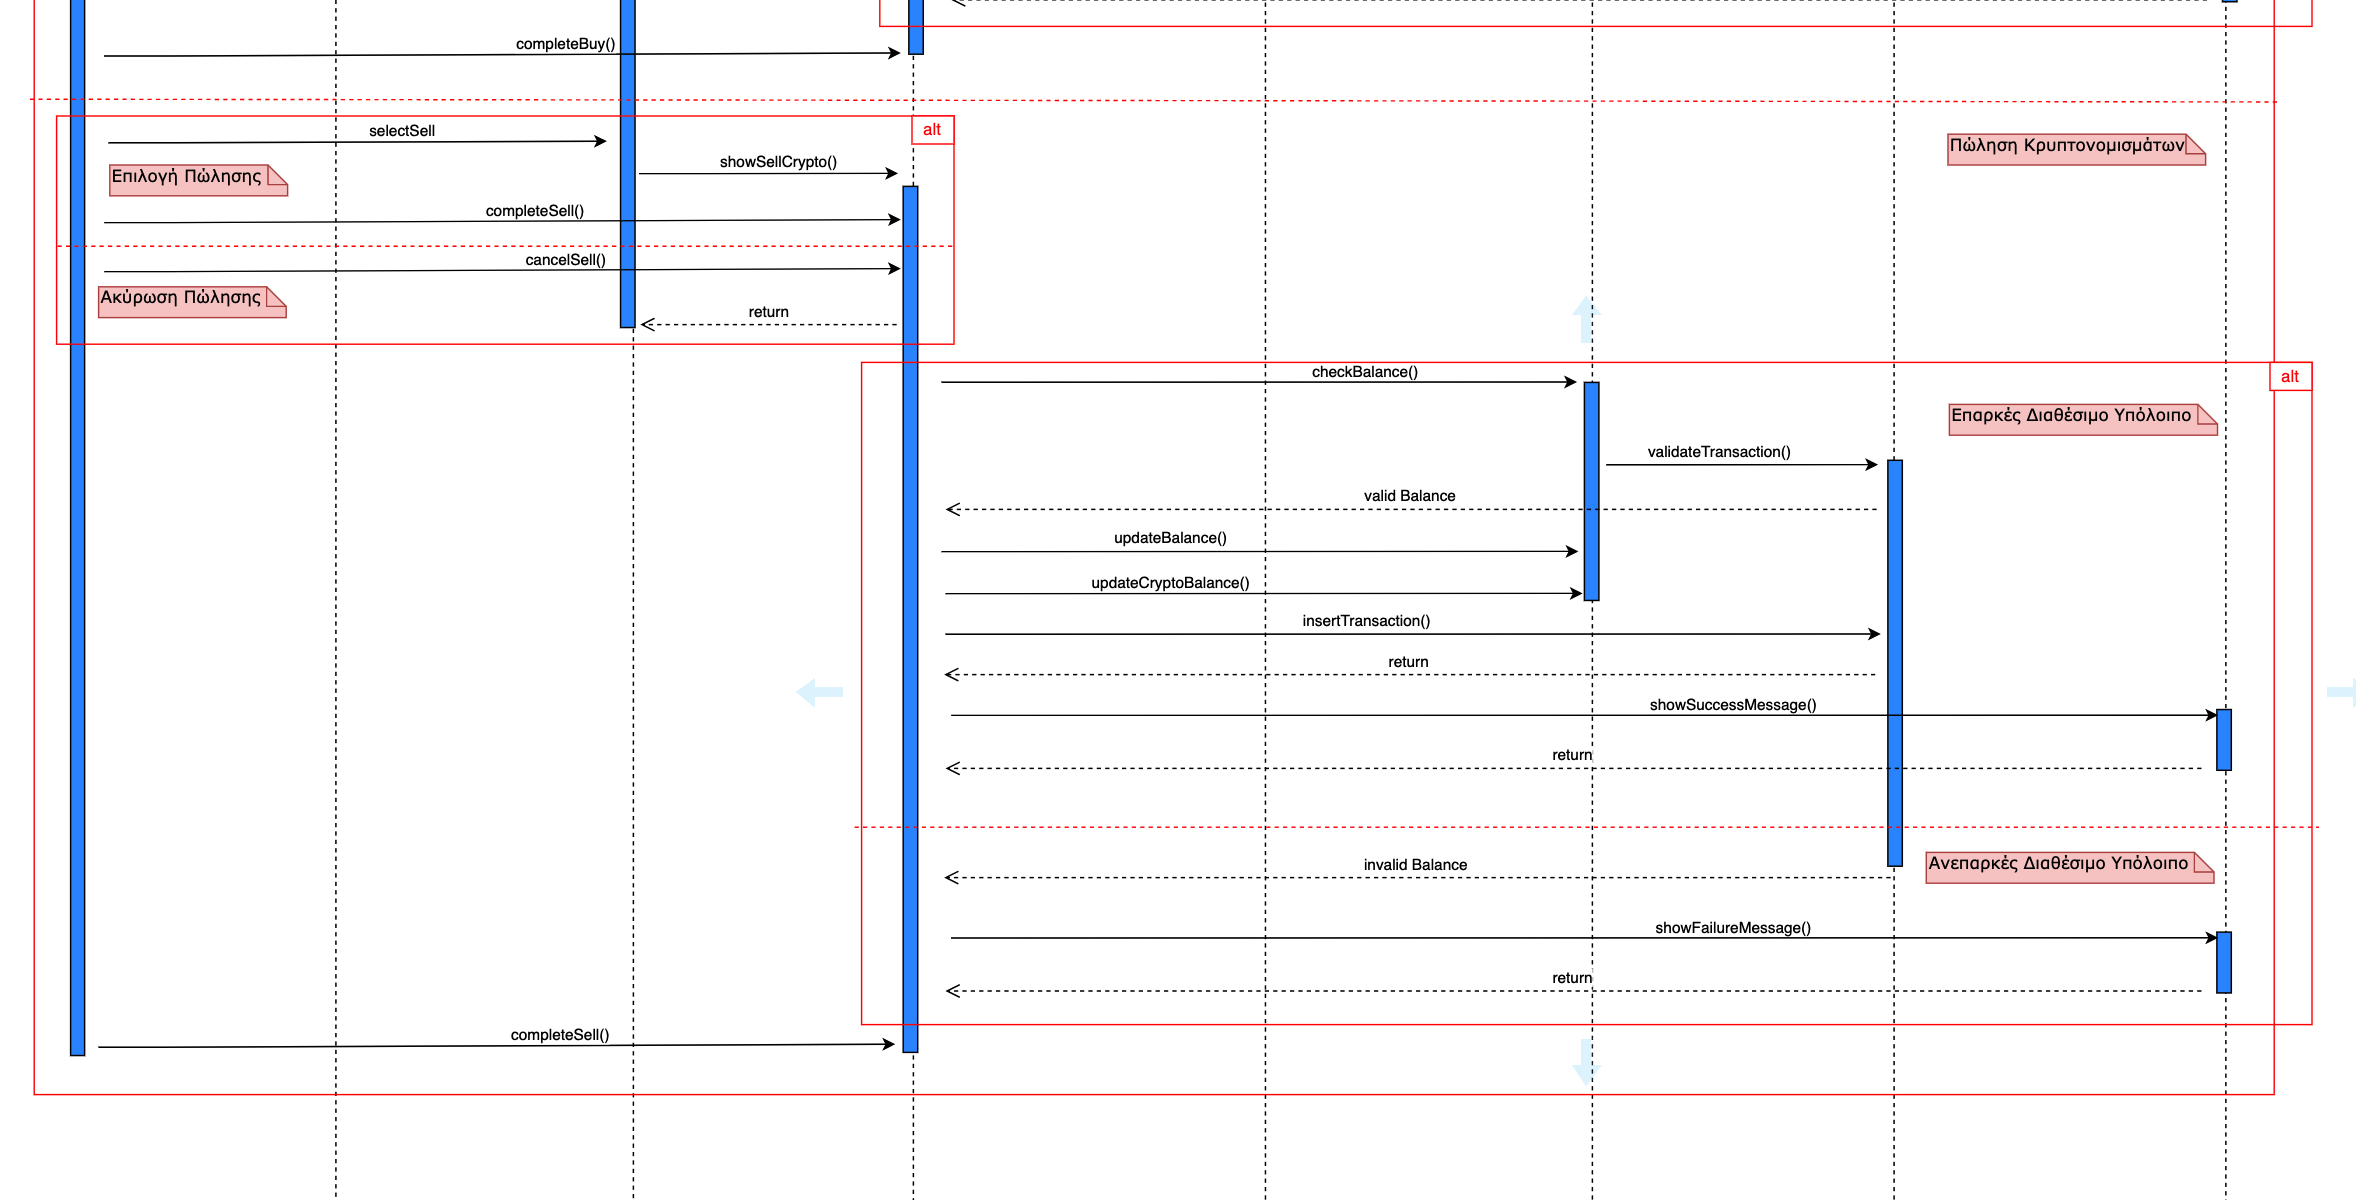 completeBuy()
alt
selectSell
Πώληση Κρυπτονομισμάτων
showSellCrypto()
Επιλογή Πώλησης
completeSell()
cancelSell()
Ακύρωση Πώλησης
return
checkBalance()
alt
Επαρκές Διαθέσιμο Υπόλοιπο
validateTransaction()
valid Balance
updateBalance()
updateCryptoBalance()
insertTransaction()
return
showSuccessMessage()
return
invalid Balance
Ανεπαρκές Διαθέσιμο Υπόλοιπο
showFailureMessage()
return
completeSell()